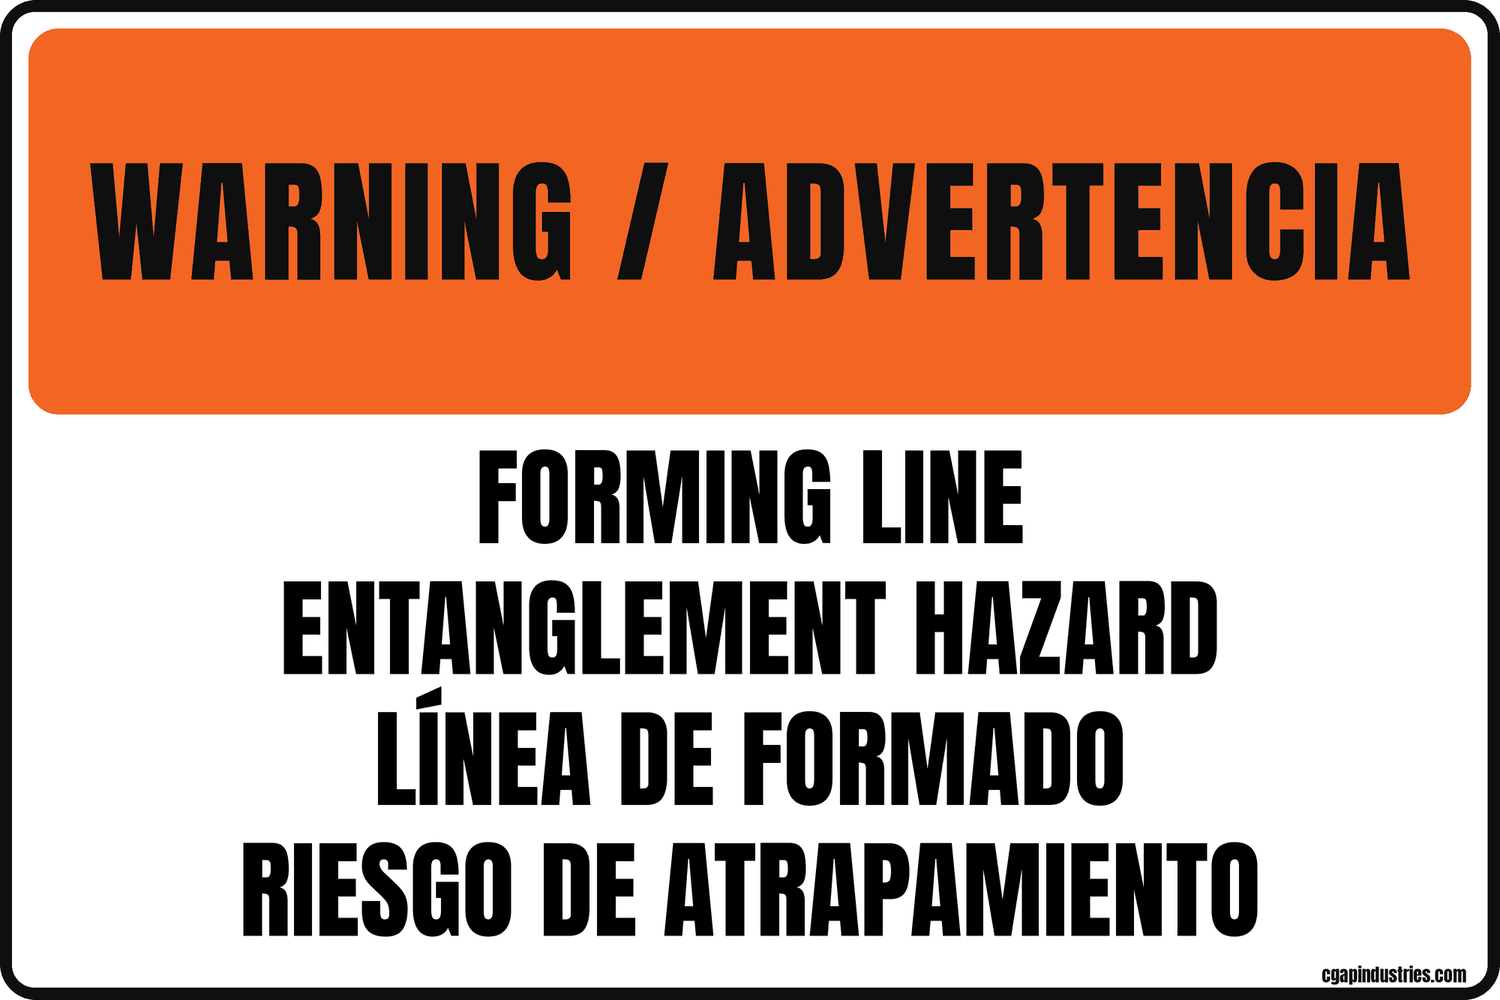 WARNING / ADVERTENCIA
FORMING LINE
ENTANGLEMENT HAZARD
LÍNEA DE FORMADO
RIESGO DE ATRAPAMIENTO
cgapindustries.com